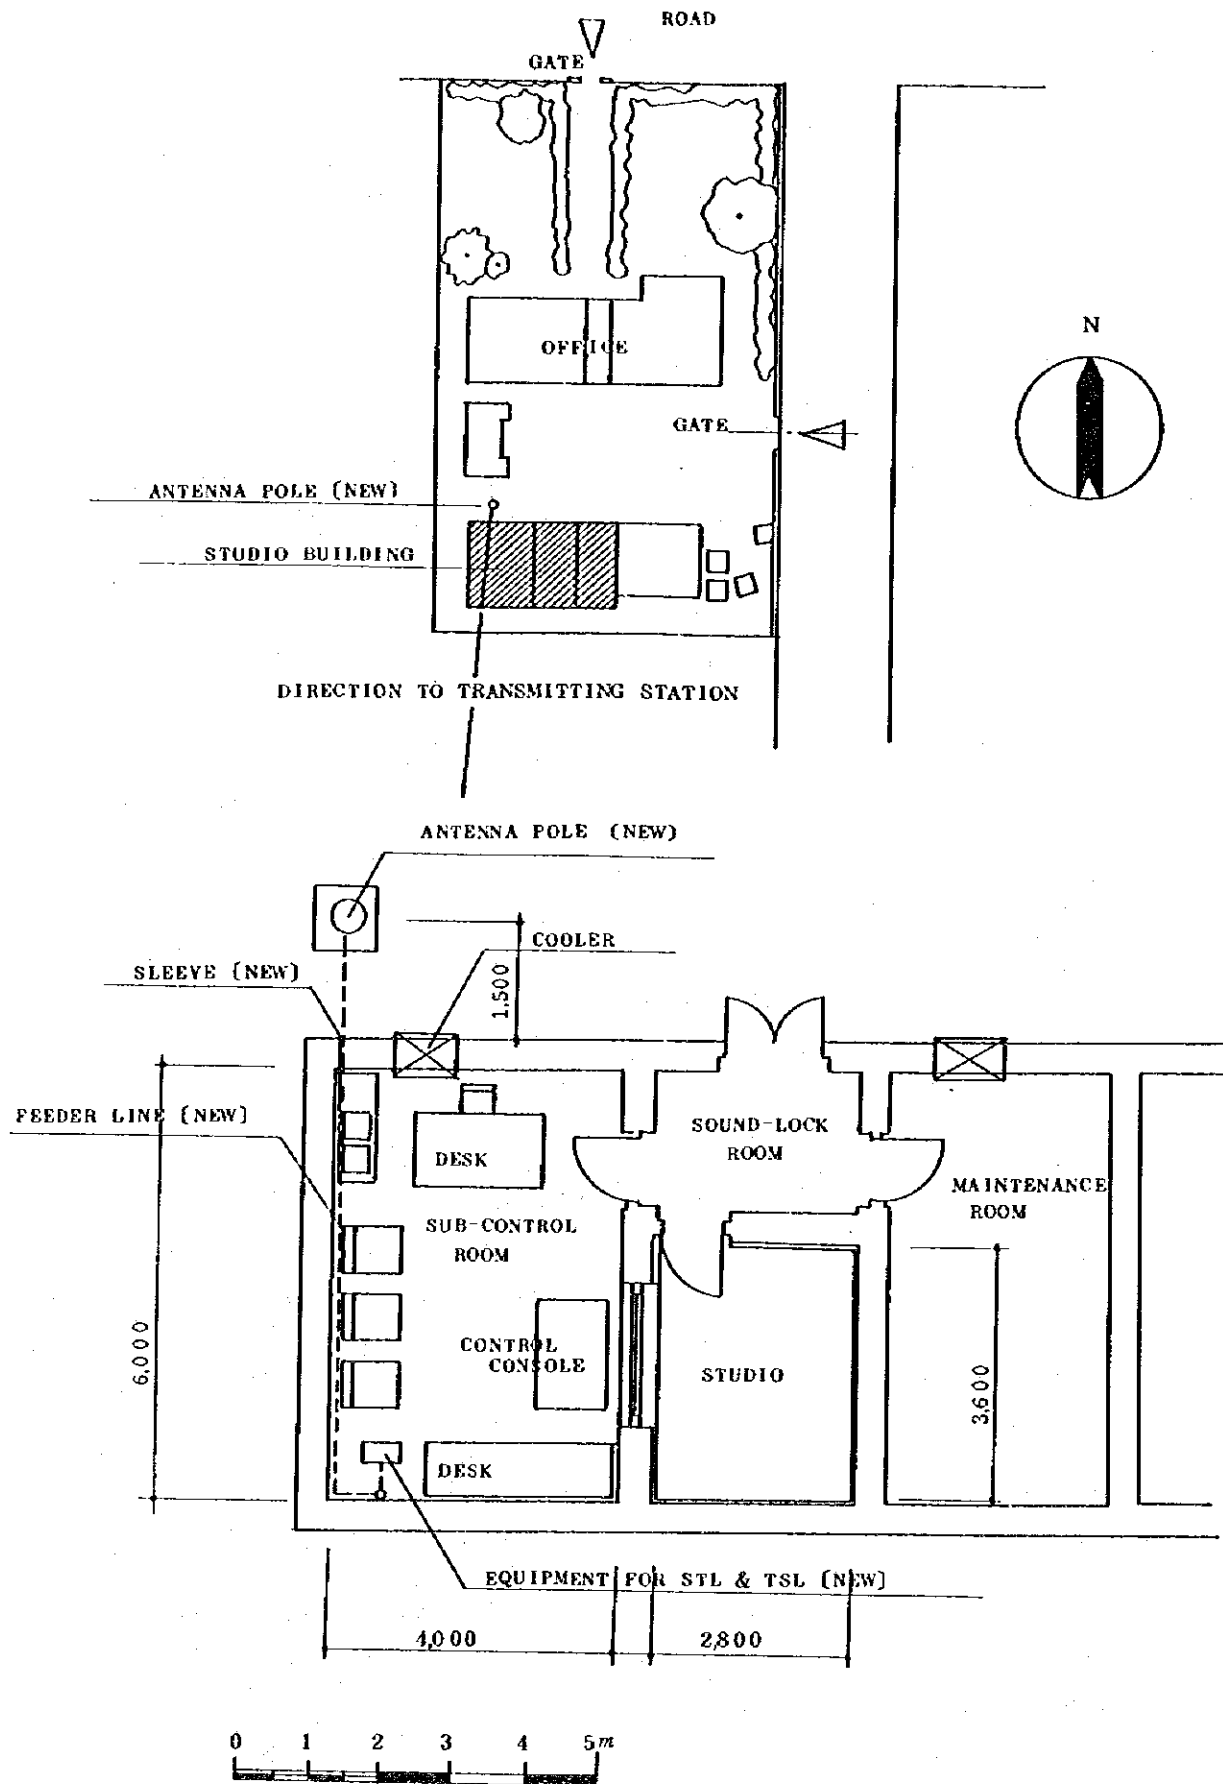 ROAD
GATE
N
OFFICE
GATE
ANTENNA POLE (NEW)
STUDIO BUILDING
DIRECTION TO TRANSMITTING STATION
ANTENNA POLE (NEW)
COOLER
SLEEVE (NEW)
1,500
FEEDER LINE (NEW)
SOUND-LOCK
ROOM
DESK
MAINTENANCE
ROOM
SUB-CONTROL
ROOM
6,000
CONTROL
CONSOLE
STUDIO
3,600
DESK
EQUIPMENT FOR STL & TSL (NEW)
4,000
2,800
0 1 2 3 4 5m